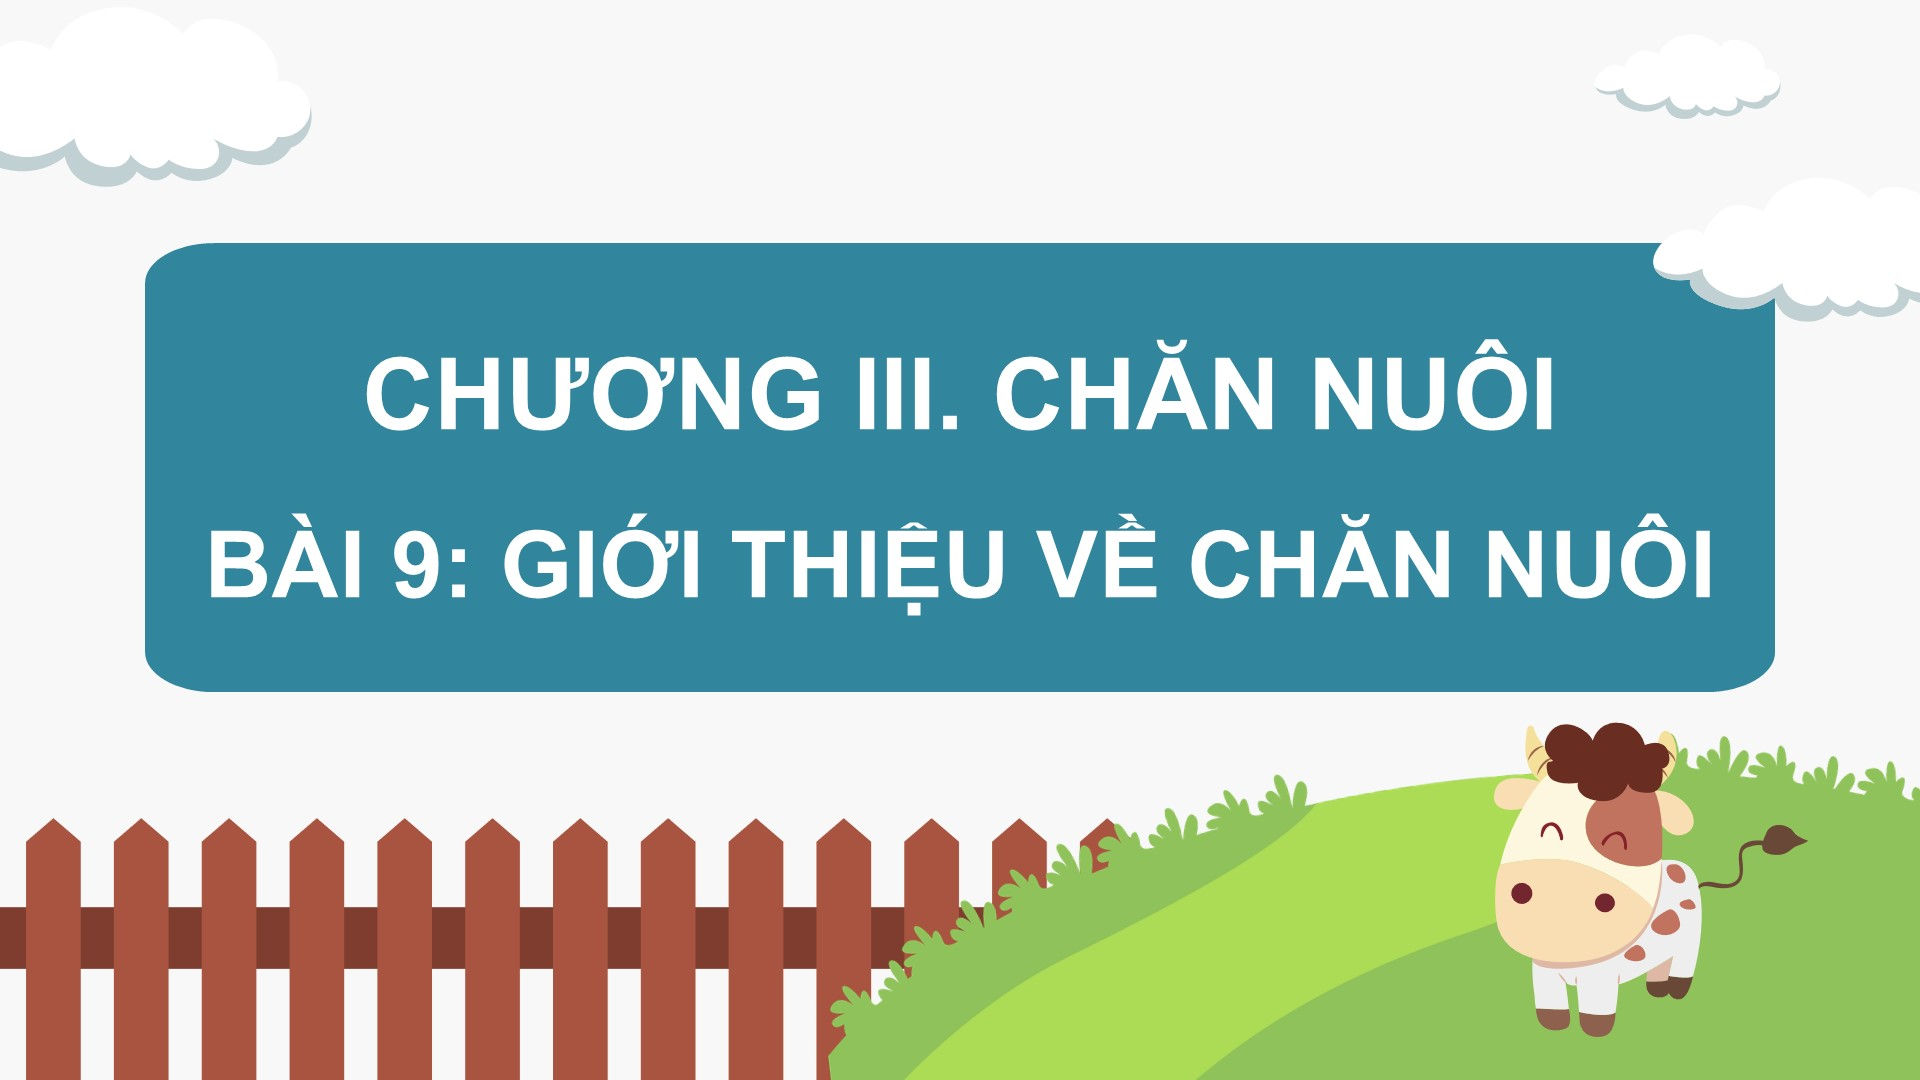 CHƯƠNG III. CHĂN NUÔI
BÀI 9: GIỚI THIỆU VỀ CHĂN NUÔI